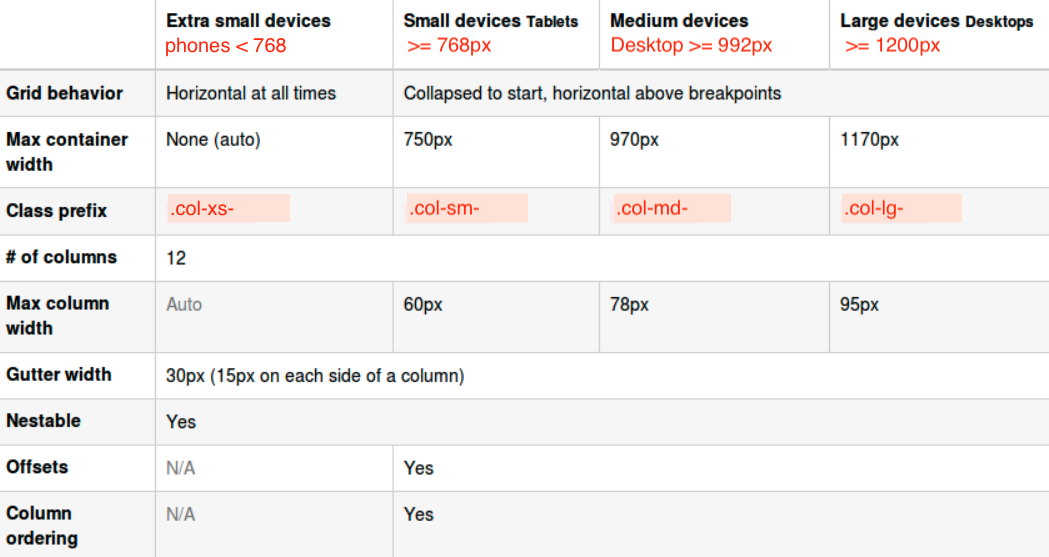 Extra small devices Small devices Tablets Medium devices Large devices Desktops
phones < 768 >= 768px Desktop >= 992px >= 1200px
Grid behavior Horizontal at all times Collapsed to start, horizontal above breakpoints
Max container None (auto) 750px 970px 1170px
width
Class prefix .col-xs- .col-sm- .col-md- .col-lg-
# of columns 12
Max column Auto 60px 78px 95px
width
Gutter width 30px (15px on each side of a column)
Nestable Yes
Offsets N/A Yes
Column N/A Yes
ordering